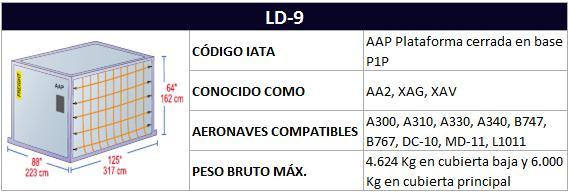 LD-9
AAP
FREIGHT
64"
162 cm
88"
223 cm
125"
317 cm
CÓDIGO IATA
AAP Plataforma cerrada en base
P1P
CONOCIDO COMO
AA2, XAG, XAV
AERONAVES COMPATIBLES
A300, A310, A330, A340, B747,
B767, DC-10, MD-11, L1011
PESO BRUTO MÁX.
4.624 Kg en cubierta baja y 6.000
Kg en cubierta principal